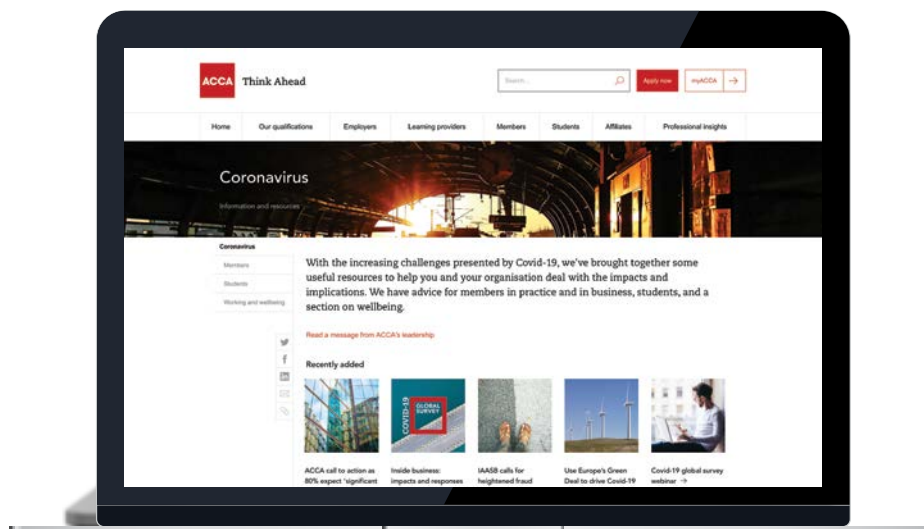 ACCA Think Ahead
Search...
Apply now
myACCA →
Home Our qualifications Employers Learning providers Members Students Affiliates Professional insights
Coronavirus
Information and resources
Coronavirus
Members
Students
Working and wellbeing
With the increasing challenges presented by Covid-19, we've brought together some
useful resources to help you and your organisation deal with the impacts and
implications. We have advice for members in practice and in business, students, and a
section on wellbeing.
Read a message from ACCA's leadership
Recently added
COVID-19
GLOBAL
SURVEY
ACCA call to action as
80% expect 'significant
Inside business:
impacts and responses
IAASB calls for
heightened fraud
Use Europe's Green
Deal to drive Covid-19
Covid-19 global survey
webinar →